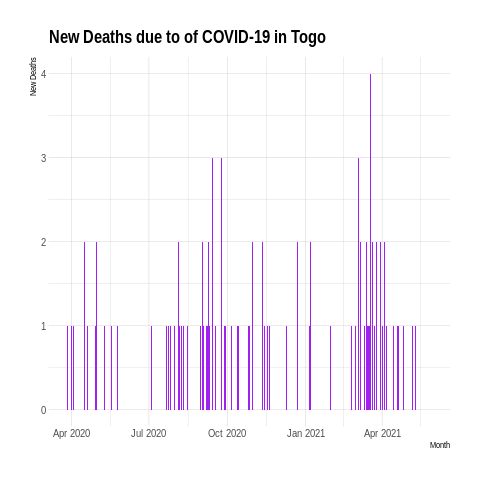 New Deaths due to of COVID-19 in Togo
New Deaths
4
3
2
1
0
Apr 2020 Jul 2020 Oct 2020 Jan 2021 Apr 2021
Month